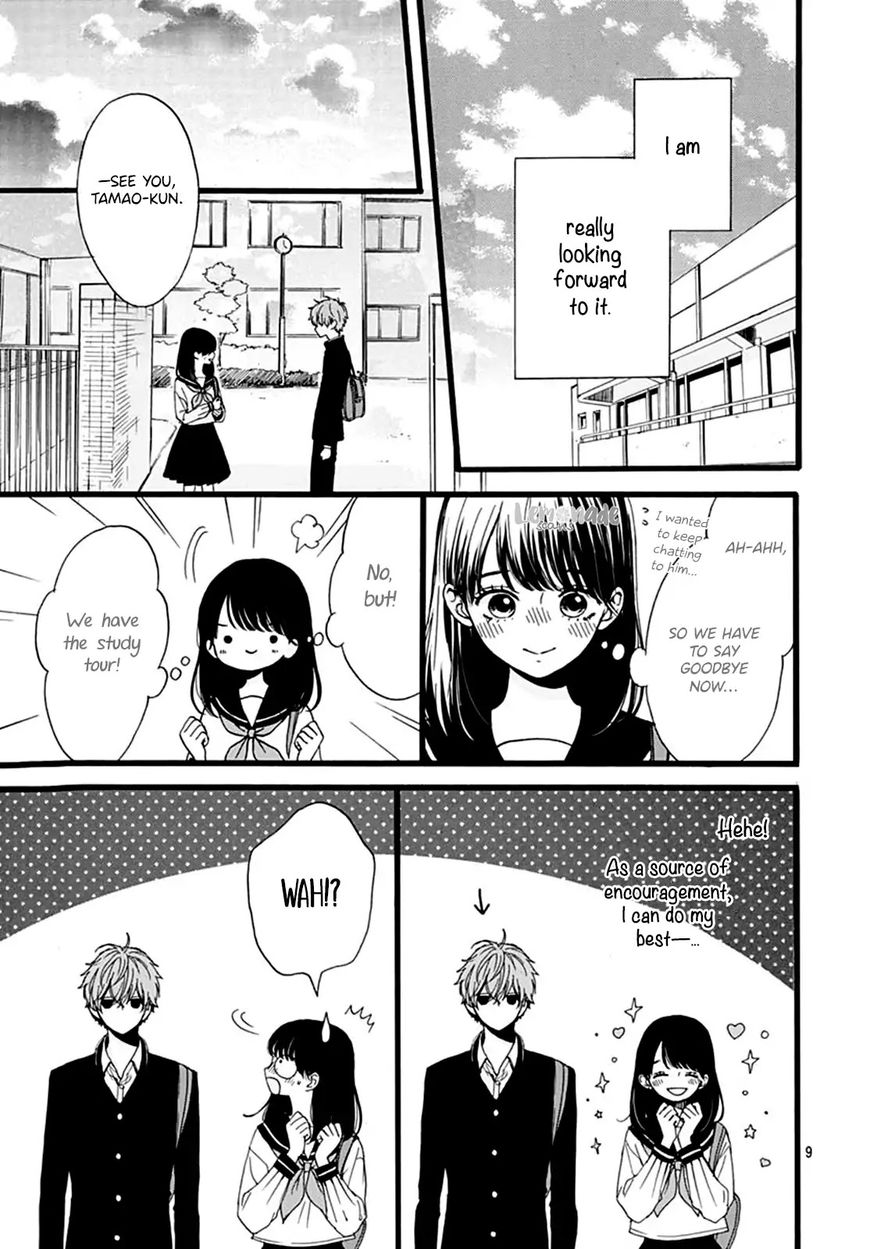 I am
really
looking
forward
to it.
—SEE YOU,
TAMAO-KUN.
AH-AHH,
I wanted
to keep
chatting
to him...
SO WE HAVE
TO SAY
GOODBYE
NOW...
LEMONADE
SCANS
No,
but!
We have
the study
tour!
Hehe!
As a source of
encouragement,
I can do my
best—...
WAH!?
9